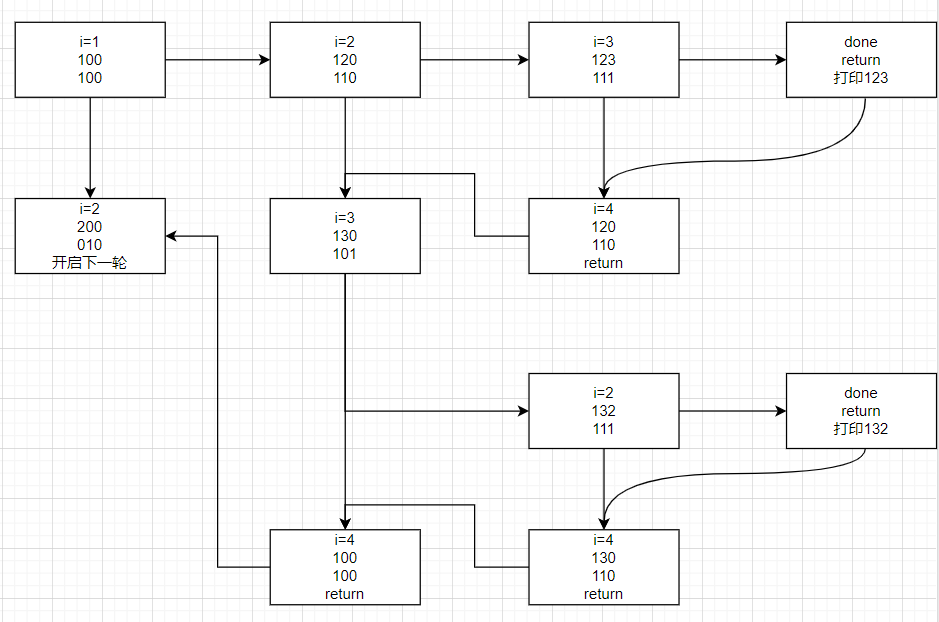 i=1
100
100
i=2
120
110
i=3
123
111
done
return
打印123
i=2
200
010
开启下一轮
i=3
130
101
i=4
120
110
return
i=2
132
111
done
return
打印132
i=4
100
100
return
i=4
130
110
return